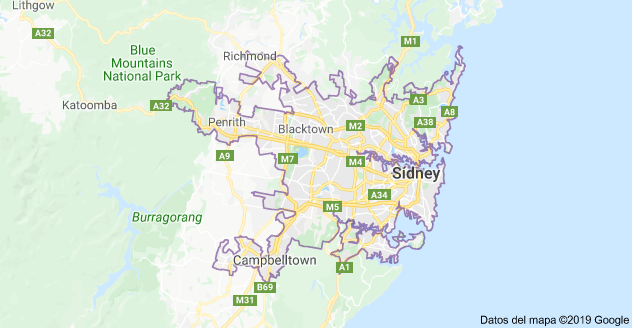 Lithgow
A32
M1
Blue
Mountains
National Park
Richmond
Katoomba
A32
Penrith
Blacktown
A3
A8
A38
M2
A9
M7
M4
Sídney
A34
Burragorang
M5
Campbelltown
A1
B69
M31
Datos del mapa ©2019 Google